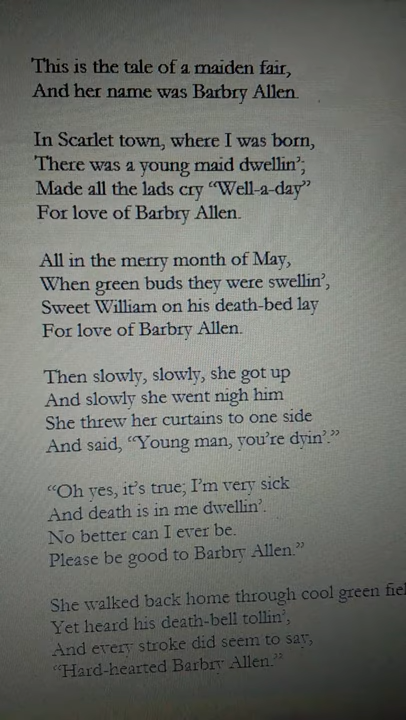 This is the tale of a maiden fair,
And her name was Barbry Allen.
In Scarlet town, where I was born,
There was a young maid dwellin’;
Made all the lads cry “Well-a-day”
For love of Barbry Allen.
All in the merry month of May,
When green buds they were swellin’,
Sweet William on his death-bed lay
For love of Barbry Allen.
Then slowly, slowly, she got up
And slowly she went nigh him
She threw her curtains to one side
And said, “Young man, you’re dyin’.”
“Oh yes, it’s true; I’m very sick
And death is in me dwellin’.
No better can I ever be.
Please be good to Barbry Allen.”
She walked back home through cool green fiel
Yet heard his death-bell tollin’,
And every stroke did seem to say,
“Hard-hearted Barbry Allen.”